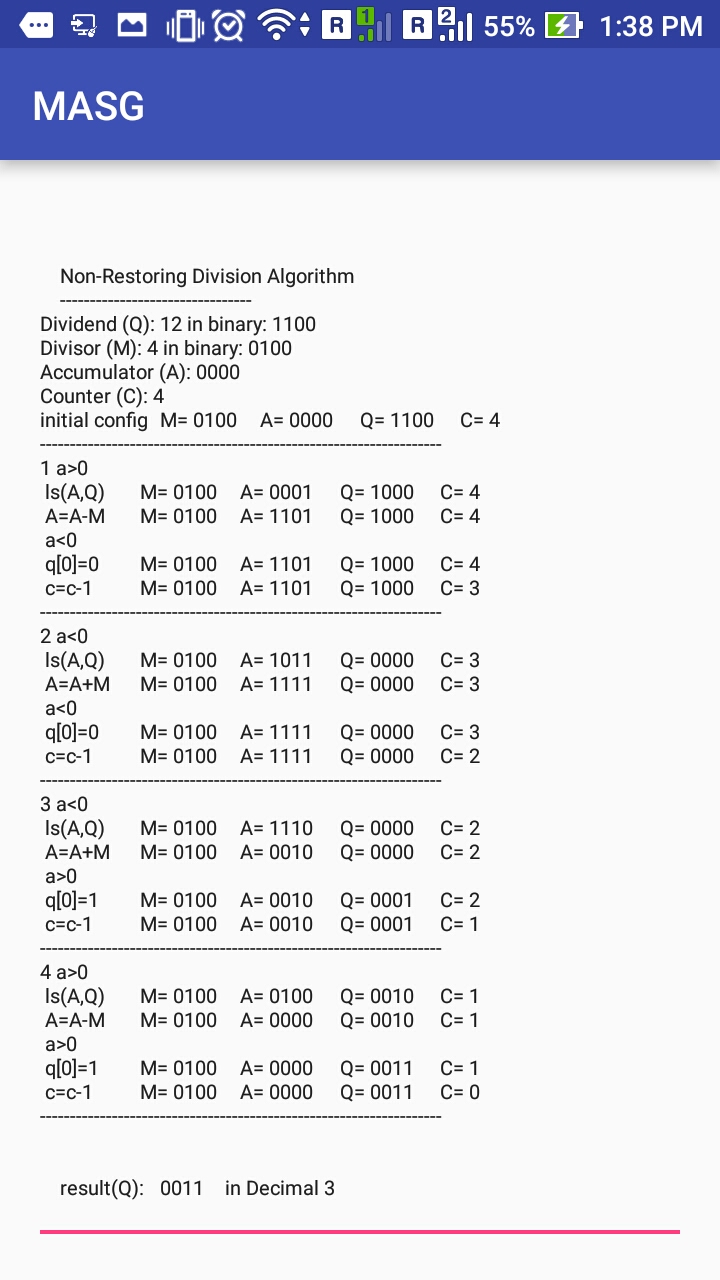 R 1 R 2 55% 1:38 PM
MASG
Non-Restoring Division Algorithm
--------------------------------
Dividend (Q): 12 in binary: 1100
Divisor (M): 4 in binary: 0100
Accumulator (A): 0000
Counter (C): 4
initial config M= 0100 A= 0000 Q= 1100 C= 4
-------------------------------------------------------------------
1 a>0
ls(A,Q) M= 0100 A= 0001 Q= 1000 C= 4
A=A-M M= 0100 A= 1101 Q= 1000 C= 4
a<0
q[0]=0 M= 0100 A= 1101 Q= 1000 C= 4
c=c-1 M= 0100 A= 1101 Q= 1000 C= 3
-------------------------------------------------------------------
2 a<0
ls(A,Q) M= 0100 A= 1011 Q= 0000 C= 3
A=A+M M= 0100 A= 1111 Q= 0000 C= 3
a<0
q[0]=0 M= 0100 A= 1111 Q= 0000 C= 3
c=c-1 M= 0100 A= 1111 Q= 0000 C= 2
-------------------------------------------------------------------
3 a<0
ls(A,Q) M= 0100 A= 1110 Q= 0000 C= 2
A=A+M M= 0100 A= 0010 Q= 0000 C= 2
a>0
q[0]=1 M= 0100 A= 0010 Q= 0001 C= 2
c=c-1 M= 0100 A= 0010 Q= 0001 C= 1
-------------------------------------------------------------------
4 a>0
ls(A,Q) M= 0100 A= 0100 Q= 0010 C= 1
A=A-M M= 0100 A= 0000 Q= 0010 C= 1
a>0
q[0]=1 M= 0100 A= 0000 Q= 0011 C= 1
c=c-1 M= 0100 A= 0000 Q= 0011 C= 0
-------------------------------------------------------------------
result(Q): 0011 in Decimal 3